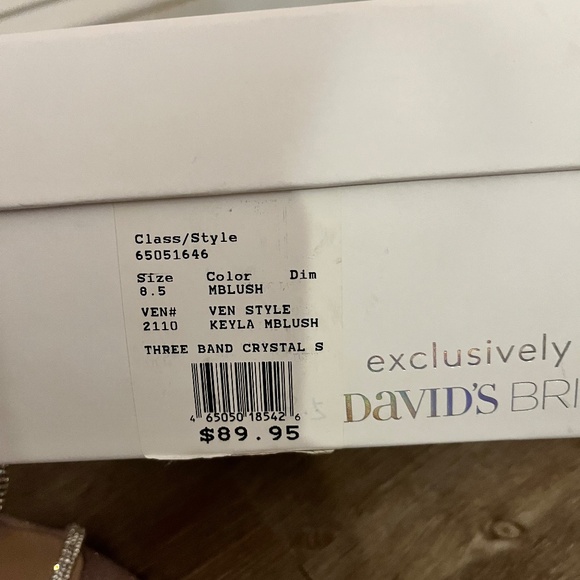 Class/Style
65051646
Size Color Dim
8.5 MBLUSH
VEN# VEN STYLE
2110 KEYLA MBLUSH
THREE BAND CRYSTAL S
4 65050 18542 6
$89.95
exclusively
DAVID'S BRI